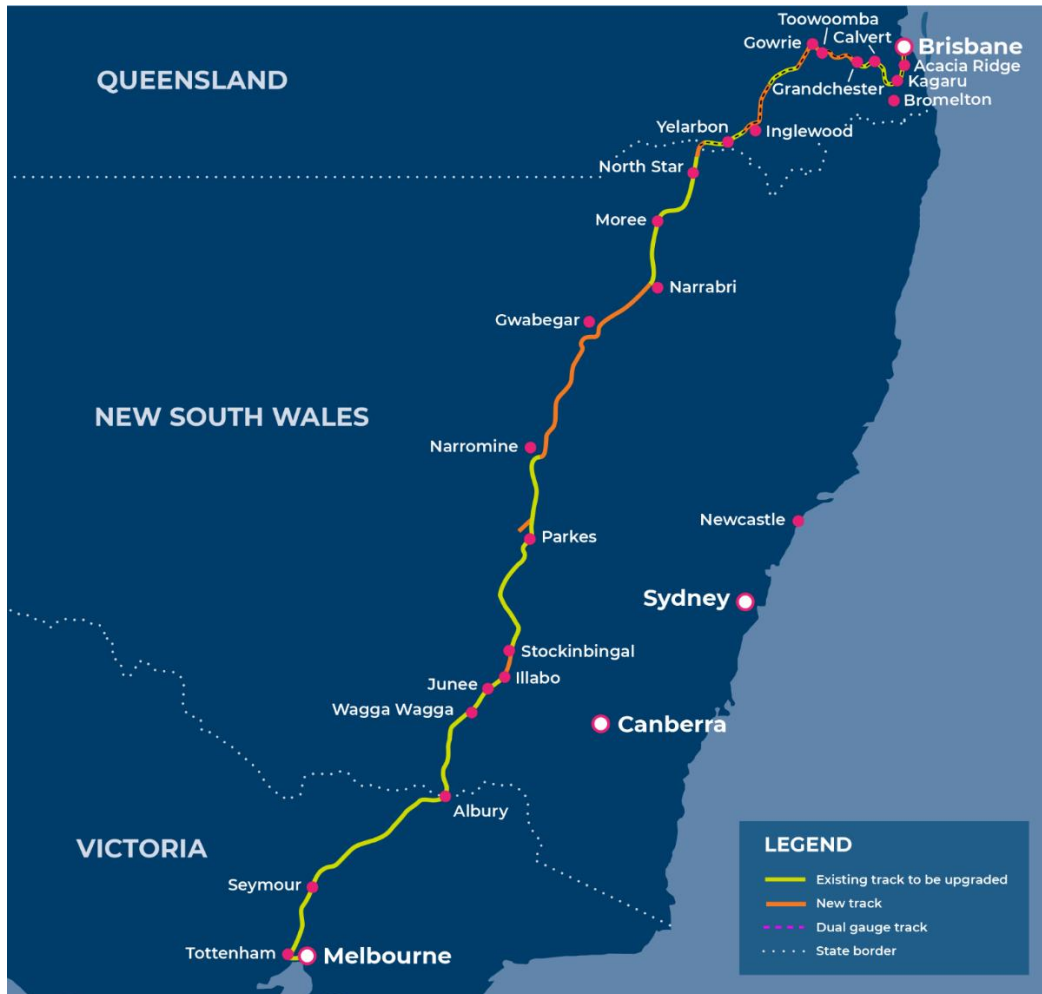 Toowoomba
Gowrie
Calvert
Brisbane
QUEENSLAND
Acacia Ridge
Kagaru
Grandchester
Bromelton
Yelarbon
Inglewood
North Star
Moree
Narrabri
Gwabegar
NEW SOUTH WALES
Narromine
Newcastle
Parkes
Sydney
Stockinbingal
Illabo
Junee
Wagga Wagga
Canberra
Albury
VICTORIA
Seymour
Tottenham
Melbourne
LEGEND
Existing track to be upgraded
New track
Dual gauge track
State border